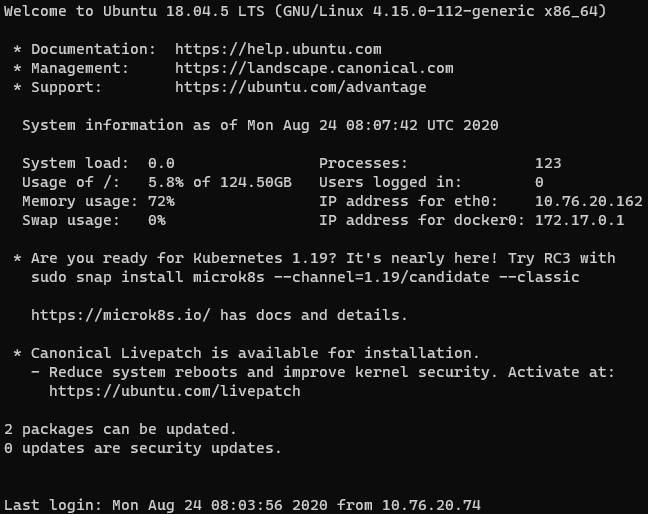 Welcome to Ubuntu 18.04.5 LTS (GNU/Linux 4.15.0-112-generic x86_64)
* Documentation: https://help.ubuntu.com
* Management: https://landscape.canonical.com
* Support: https://ubuntu.com/advantage
System information as of Mon Aug 24 08:07:42 UTC 2020
System load: 0.0 Processes: 123
Usage of /: 5.8% of 124.50GB Users logged in: 0
Memory usage: 72% IP address for eth0: 10.76.20.162
Swap usage: 0% IP address for docker0: 172.17.0.1
* Are you ready for Kubernetes 1.19? It's nearly here! Try RC3 with
sudo snap install microk8s --channel=1.19/candidate --classic
https://microk8s.io/ has docs and details.
* Canonical Livepatch is available for installation.
- Reduce system reboots and improve kernel security. Activate at:
https://ubuntu.com/livepatch
2 packages can be updated.
0 updates are security updates.
Last login: Mon Aug 24 08:03:56 2020 from 10.76.20.74